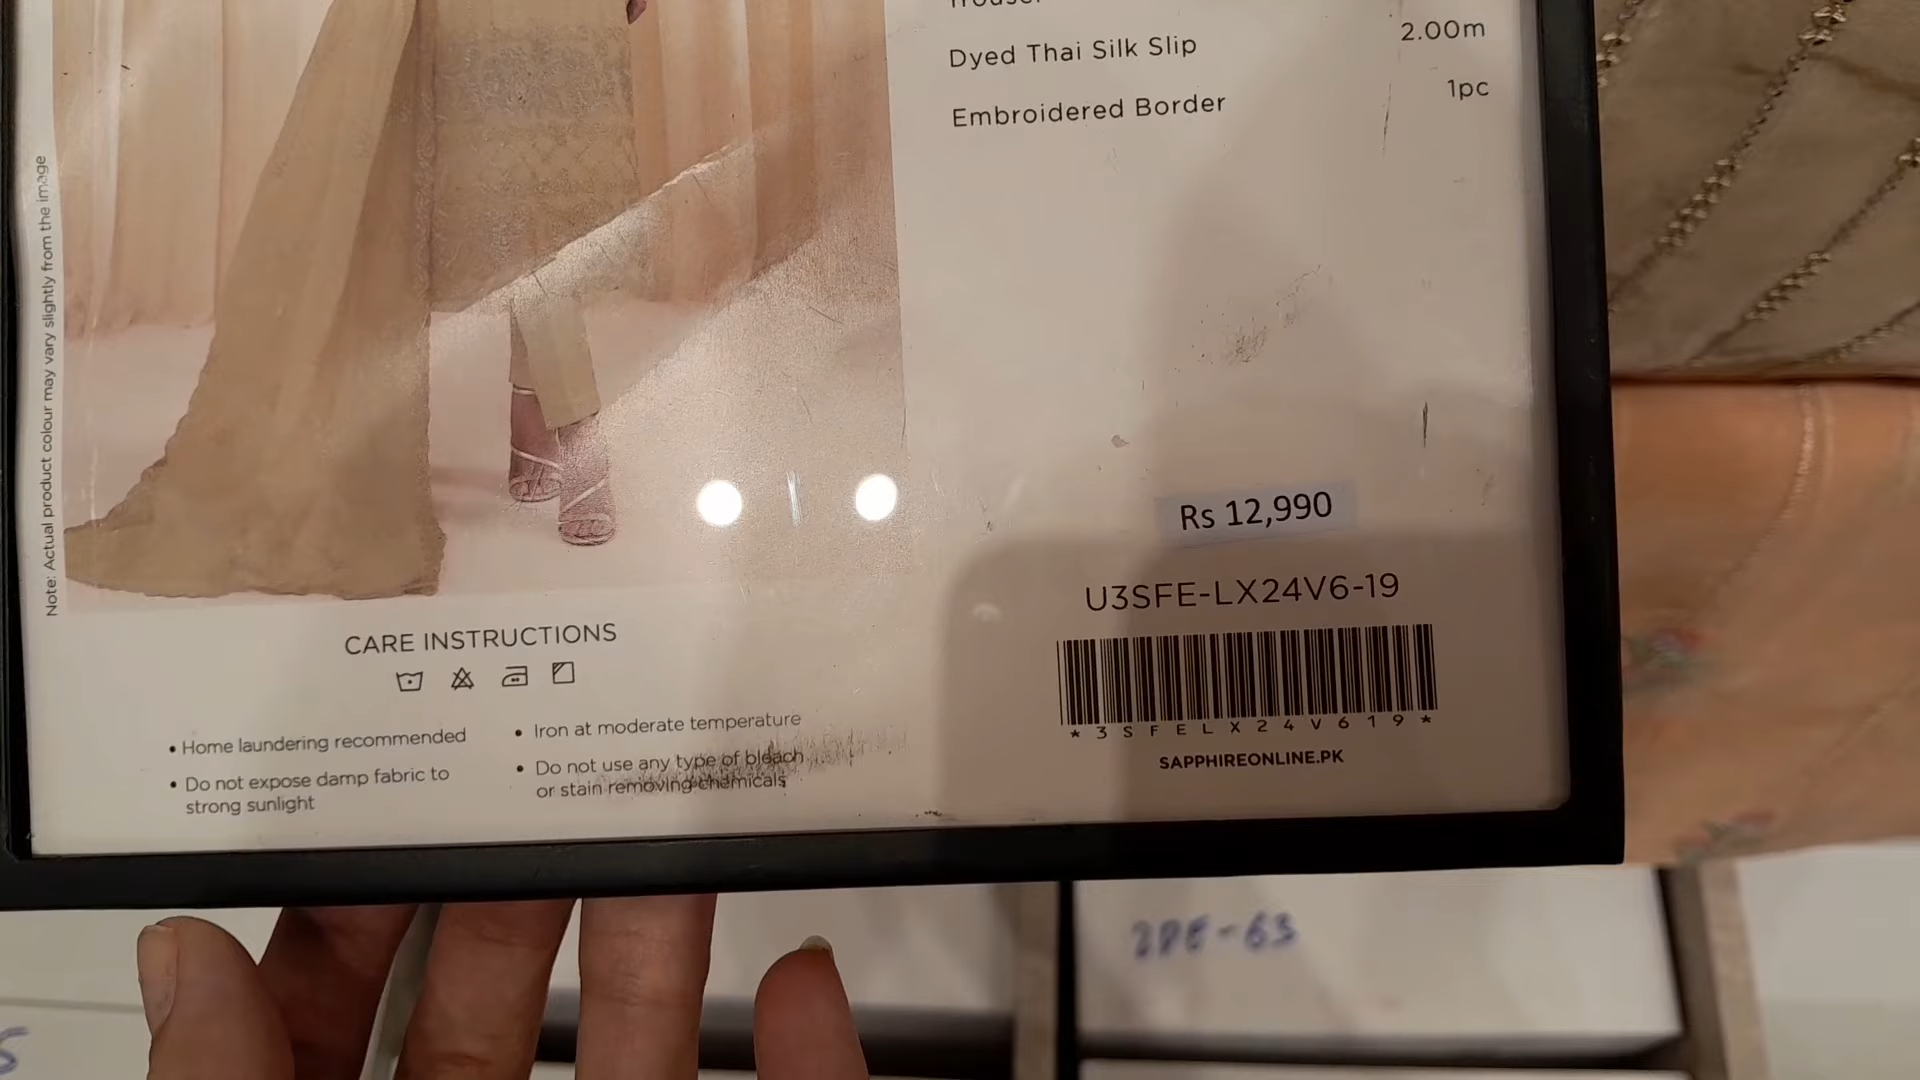 Trouser
2.00m
Dyed Thai Silk Slip
1pc
Embroidered Border
Note: Actual product colour may vary slightly from the image
Rs 12,990
U3SFE-LX24V6-19
*3SFELX24V619*
SAPPHIREONLINE.PK
CARE INSTRUCTIONS
• Home laundering recommended
• Do not expose damp fabric to
strong sunlight
• Iron at moderate temperature
• Do not use any type of bleach
or stain removing chemicals